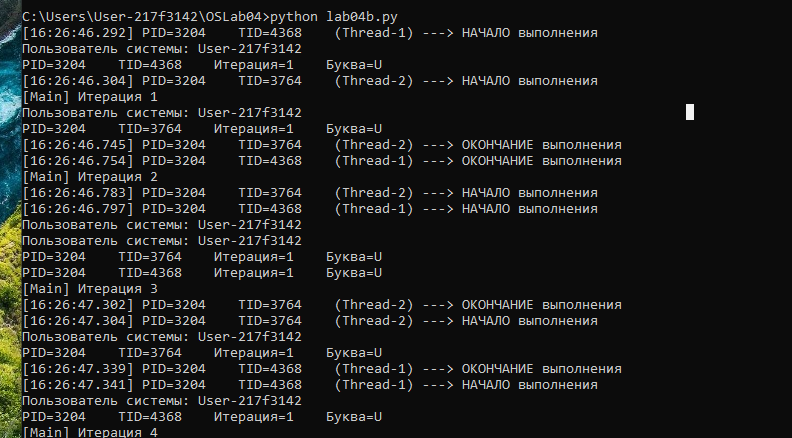 C:\Users\User-217f3142\OSLab04>python lab04b.py
[16:26:46.292] PID=3204 TID=4368 (Thread-1) ---> НАЧАЛО выполнения
Пользователь системы: User-217f3142
PID=3204 TID=4368 Итерация=1 Буква=U
[16:26:46.304] PID=3204 TID=3764 (Thread-2) ---> НАЧАЛО выполнения
[Main] Итерация 1
Пользователь системы: User-217f3142
PID=3204 TID=3764 Итерация=1 Буква=U
[16:26:46.745] PID=3204 TID=3764 (Thread-2) ---> ОКОНЧАНИЕ выполнения
[16:26:46.754] PID=3204 TID=4368 (Thread-1) ---> ОКОНЧАНИЕ выполнения
[Main] Итерация 2
[16:26:46.783] PID=3204 TID=3764 (Thread-2) ---> НАЧАЛО выполнения
[16:26:46.797] PID=3204 TID=4368 (Thread-1) ---> НАЧАЛО выполнения
Пользователь системы: User-217f3142
Пользователь системы: User-217f3142
PID=3204 TID=3764 Итерация=1 Буква=U
PID=3204 TID=4368 Итерация=1 Буква=U
[Main] Итерация 3
[16:26:47.302] PID=3204 TID=3764 (Thread-2) ---> ОКОНЧАНИЕ выполнения
[16:26:47.304] PID=3204 TID=3764 (Thread-2) ---> НАЧАЛО выполнения
Пользователь системы: User-217f3142
PID=3204 TID=3764 Итерация=1 Буква=U
[16:26:47.339] PID=3204 TID=4368 (Thread-1) ---> ОКОНЧАНИЕ выполнения
[16:26:47.341] PID=3204 TID=4368 (Thread-1) ---> НАЧАЛО выполнения
Пользователь системы: User-217f3142
PID=3204 TID=4368 Итерация=1 Буква=U
[Main] Итерация 4